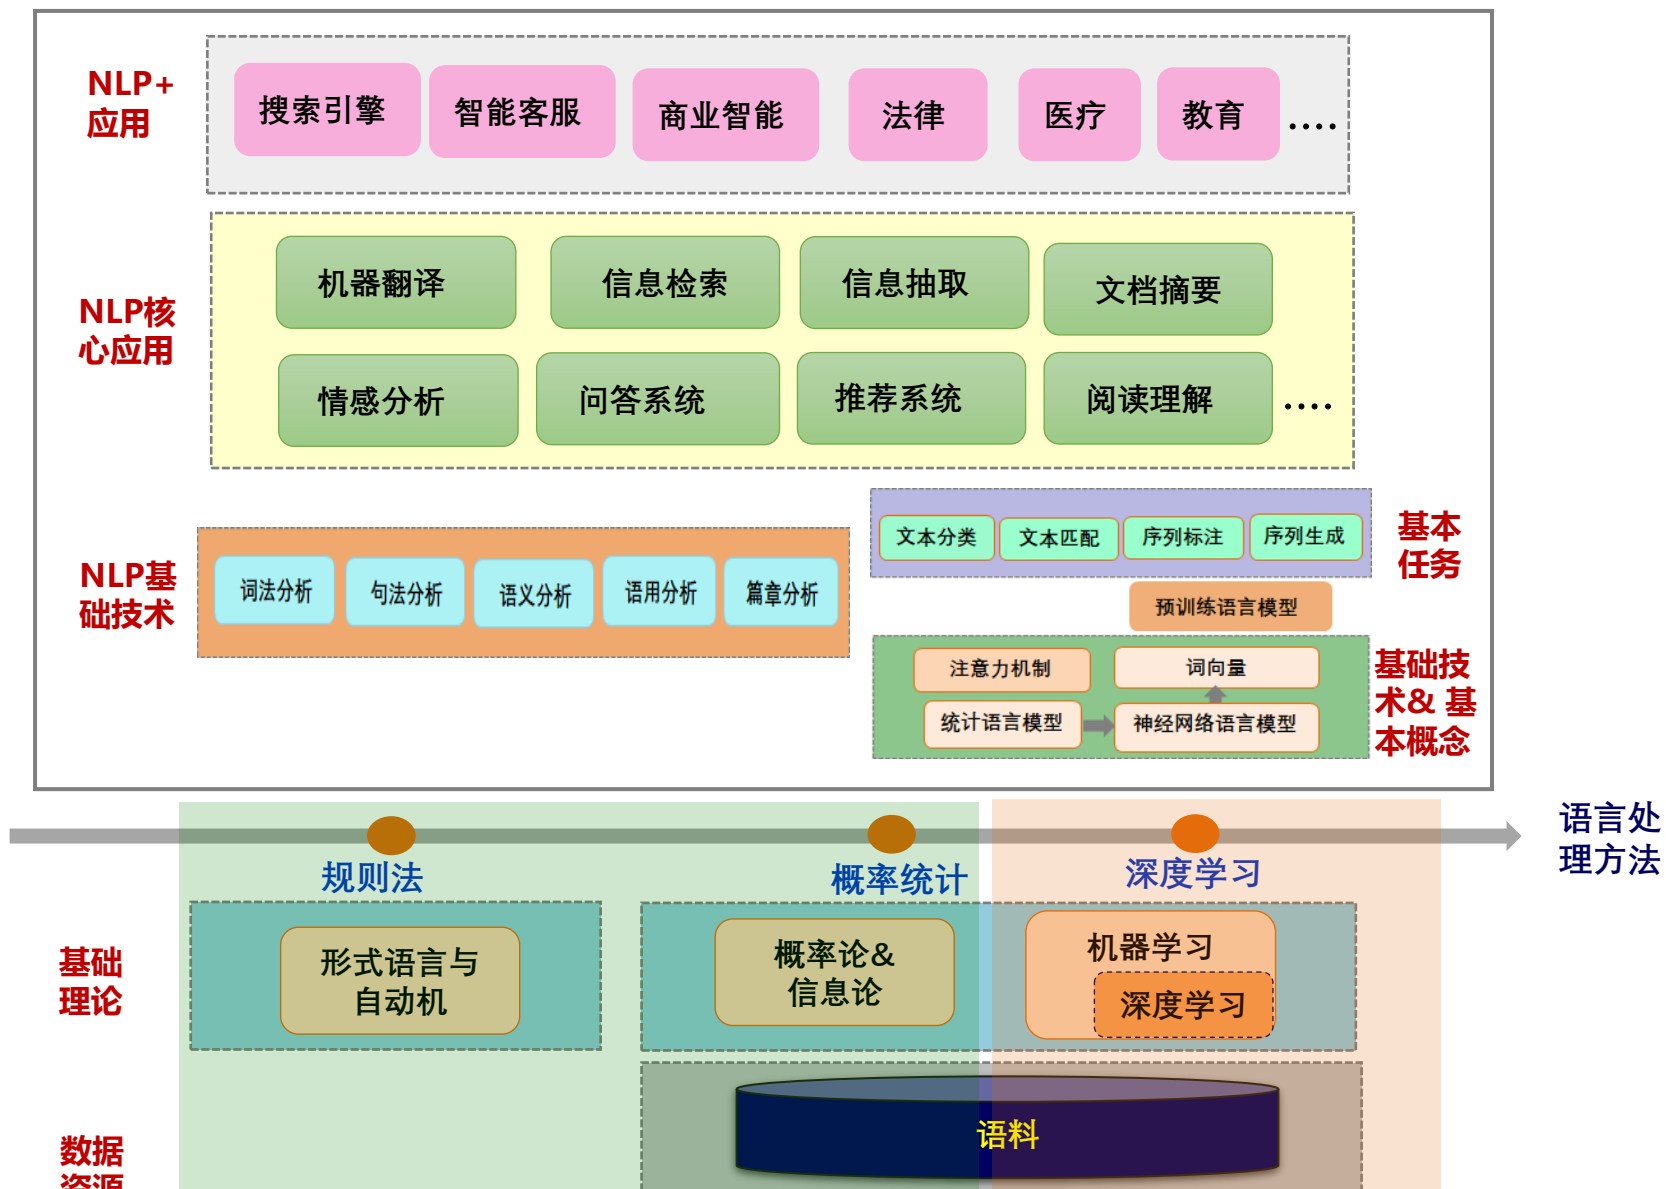 NLP+
应用
搜索引擎
智能客服
商业智能
法律
医疗
教育
....
NLP核
心应用
机器翻译
信息检索
信息抽取
文档摘要
情感分析
问答系统
推荐系统
阅读理解
....
NLP基
础技术
词法分析
句法分析
语义分析
语用分析
篇章分析
文本分类
文本匹配
序列标注
序列生成
基本
任务
预训练语言模型
注意力机制
词向量
统计语言模型
神经网络语言模型
基础技
术& 基
本概念
语言处
理方法
规则法
概率统计
深度学习
基础
理论
形式语言与
自动机
概率论&
信息论
机器学习
深度学习
数据
资源
语料